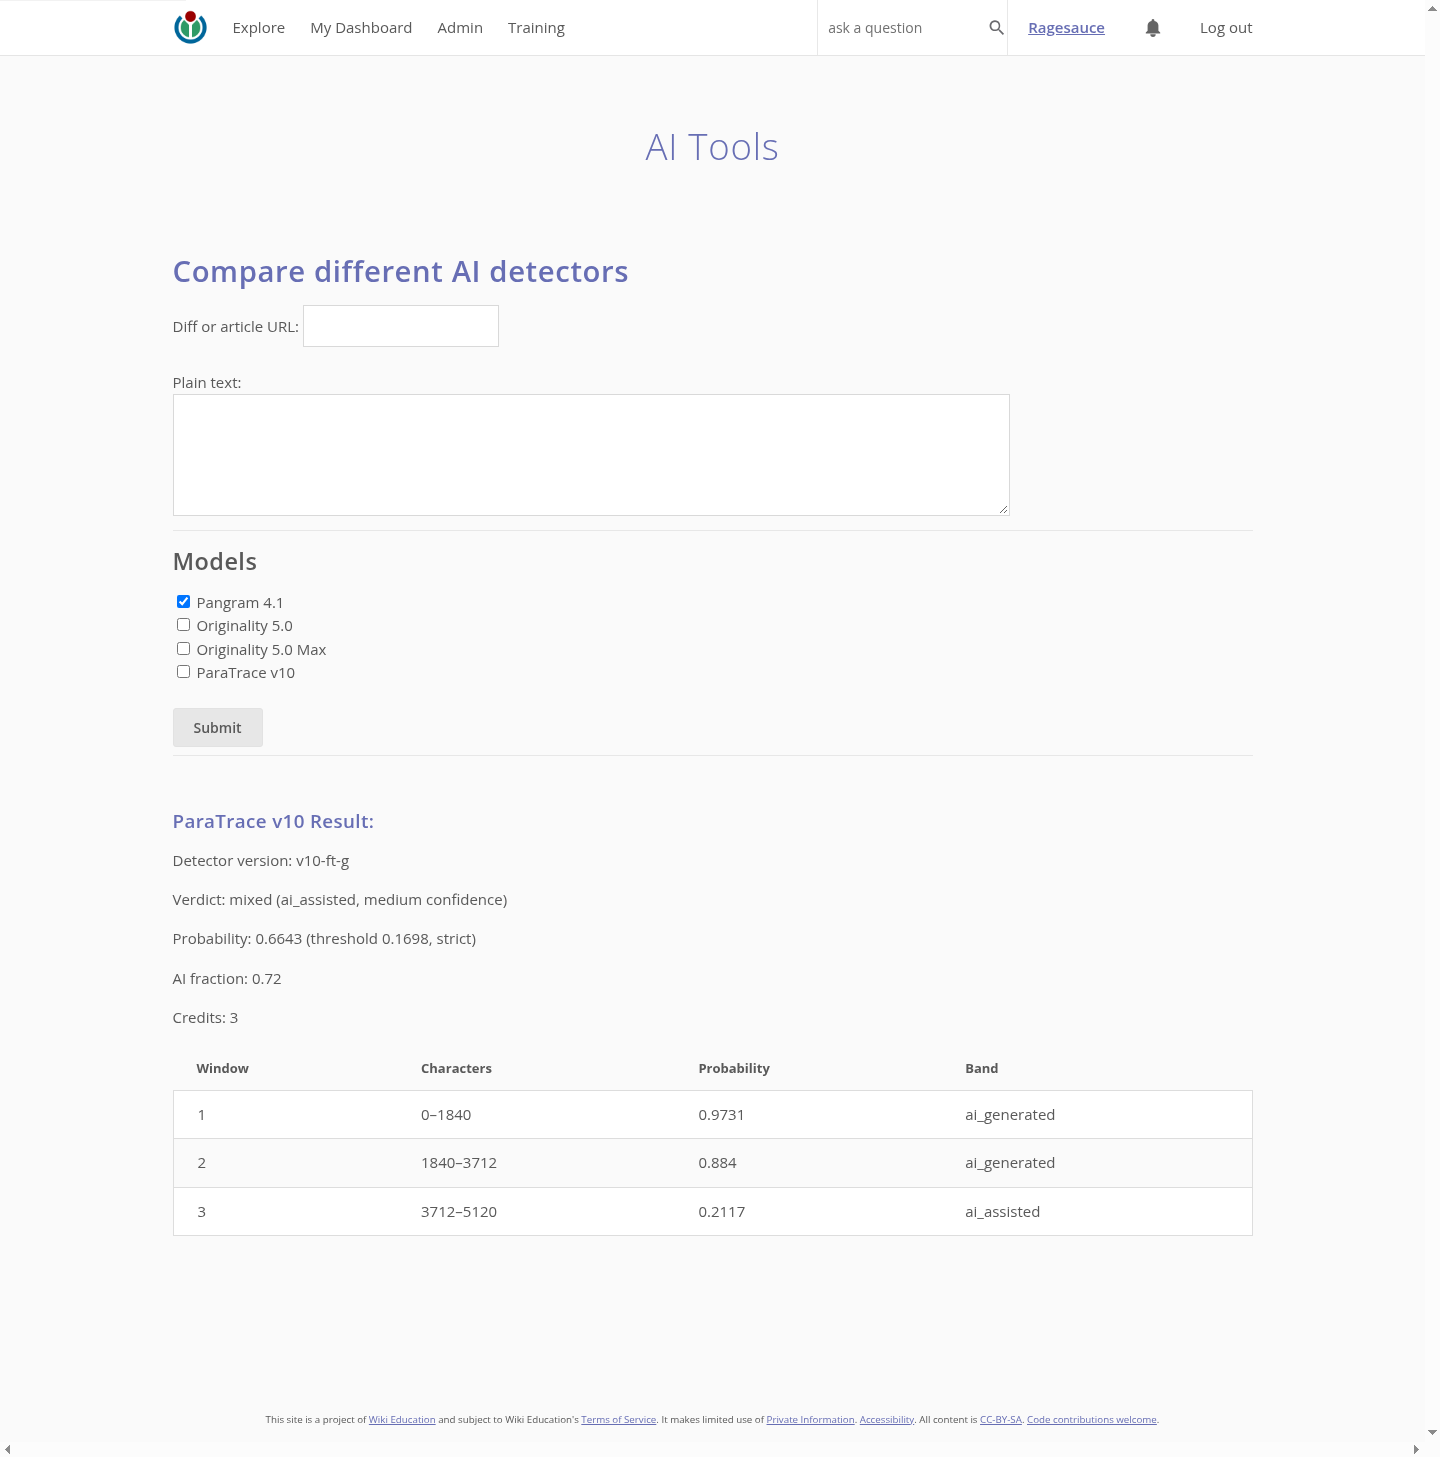 Explore My Dashboard Admin Training ask a question Ragesauce Log out
AI Tools
Compare different AI detectors
Diff or article URL:
Plain text:
Models
Pangram 4.1
Originality 5.0
Originality 5.0 Max
ParaTrace v10
Submit
ParaTrace v10 Result:
Detector version: v10-ft-g
Verdict: mixed (ai_assisted, medium confidence)
Probability: 0.6643 (threshold 0.1698, strict)
AI fraction: 0.72
Credits: 3
Window Characters Probability Band
1 0–1840 0.9731 ai_generated
2 1840–3712 0.884 ai_generated
3 3712–5120 0.2117 ai_assisted
This site is a project of Wiki Education and subject to Wiki Education's Terms of Service. It makes limited use of Private Information. Accessibility. All content is CC-BY-SA. Code contributions welcome.